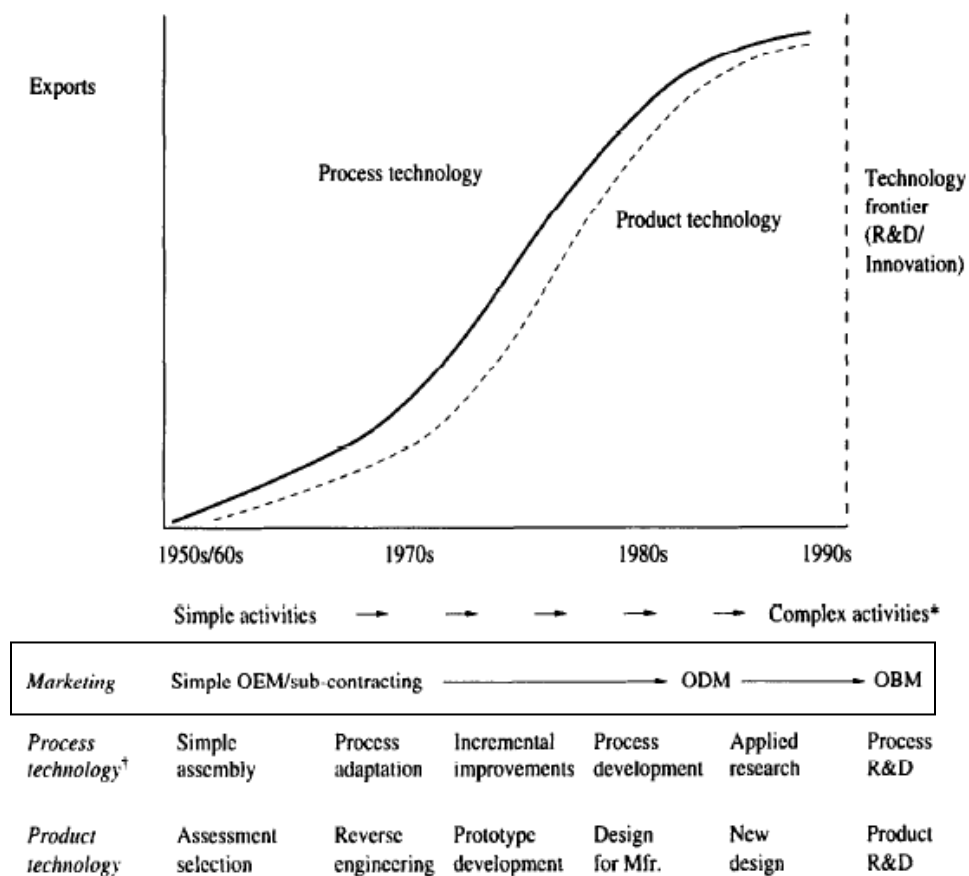 Exports
Process technology
Product technology
Technology
frontier
(R&D/
Innovation)
1950s/60s 1970s 1980s 1990s
Simple activities → → → → → Complex activities*
Marketing Simple OEM/sub-contracting → ODM → OBM
Process Simple Process Incremental Process Applied Process
technology† assembly adaptation improvements development research R&D
Product Assessment Reverse Prototype Design New Product
technology selection engineering development for Mfr. design R&D